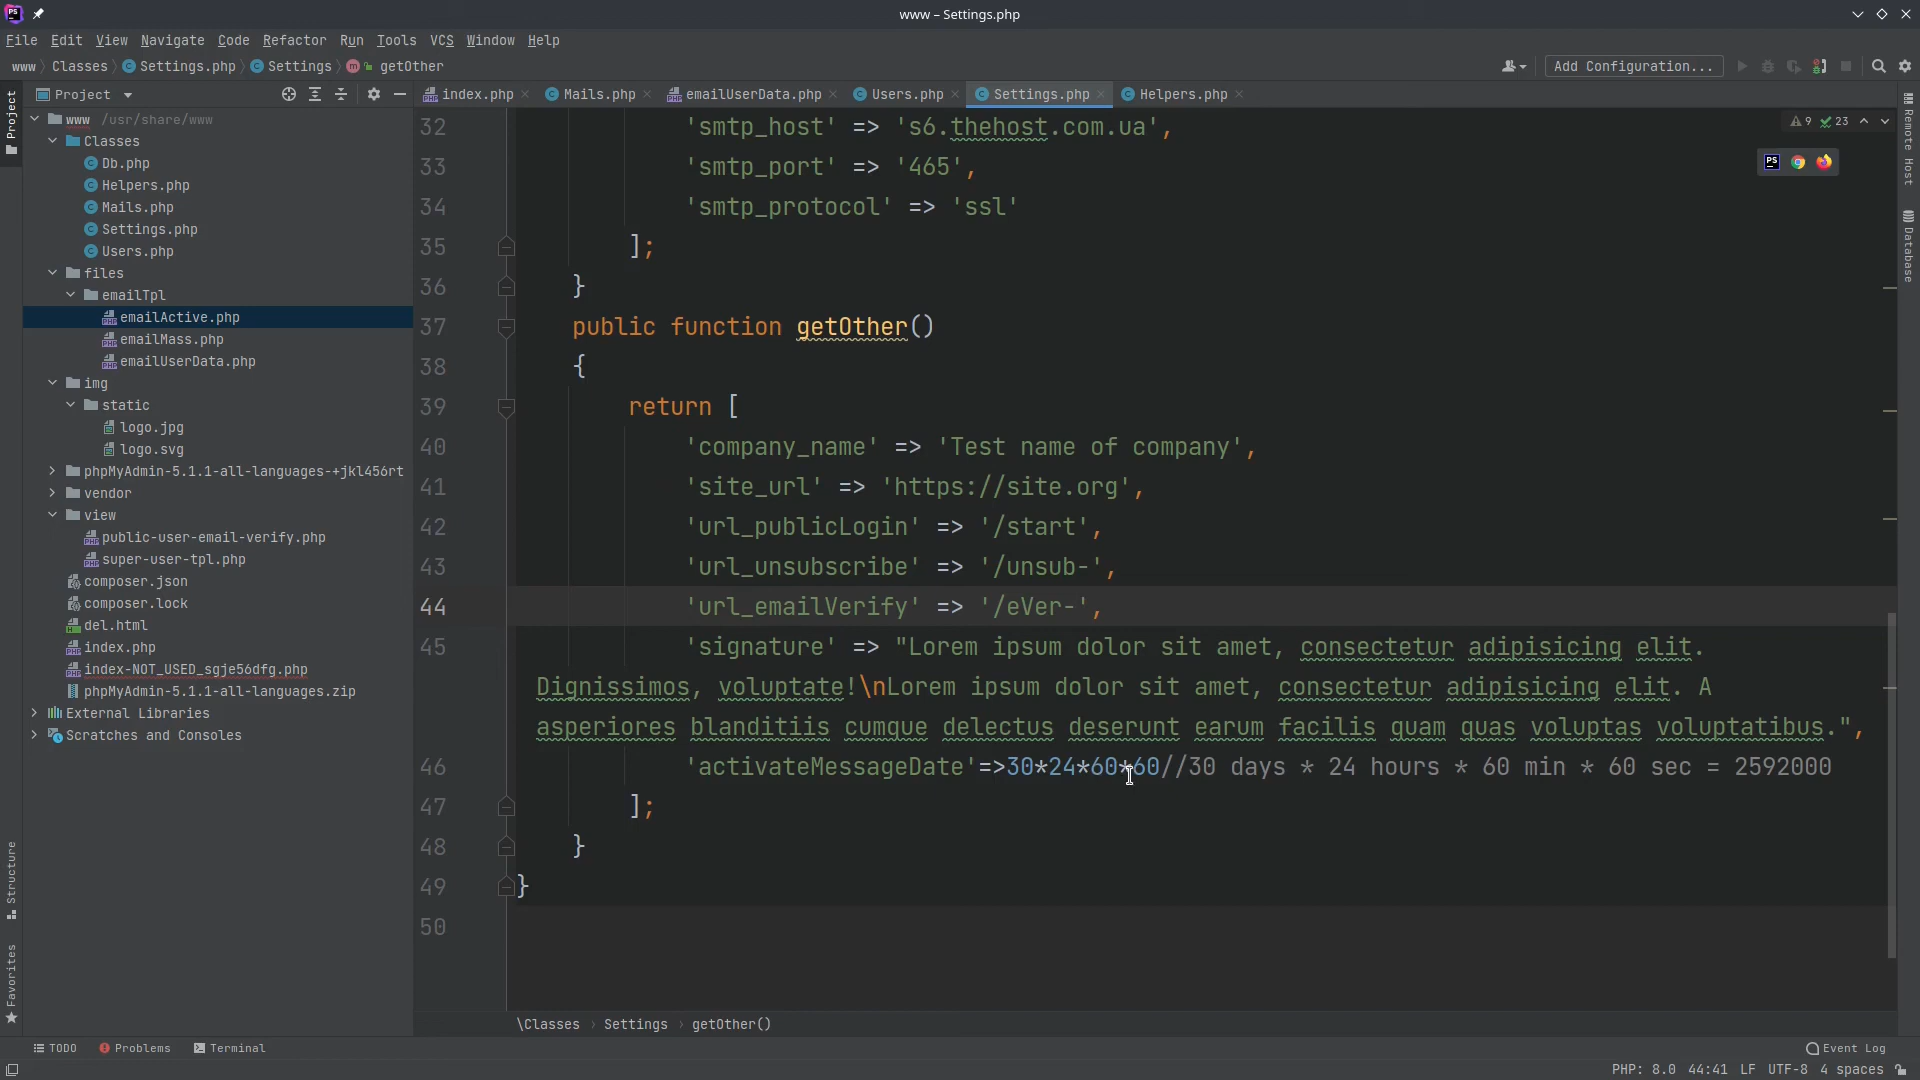 www – Settings.php
File Edit View Navigate Code Refactor Run Tools VCS Window Help
www Classes Settings.php Settings getOther
Add Configuration...
Project
index.php Mails.php emailUserData.php Users.php Settings.php Helpers.php
www /usr/share/www
Classes
Db.php
Helpers.php
Mails.php
Settings.php
Users.php
files
emailTpl
emailActive.php
emailMass.php
emailUserData.php
img
static
logo.jpg
logo.svg
phpMyAdmin-5.1.1-all-languages-+jkl456rt
vendor
view
public-user-email-verify.php
super-user-tpl.php
composer.json
composer.lock
del.html
index.php
index-NOT_USED_sgje56dfg.php
phpMyAdmin-5.1.1-all-languages.zip
External Libraries
Scratches and Consoles
Project
Structure
Favorites
9 23
32 'smtp_host' => 's6.thehost.com.ua',
33 'smtp_port' => '465',
34 'smtp_protocol' => 'ssl'
35 ];
36 }
37 public function getOther()
38 {
39 return [
40 'company_name' => 'Test name of company',
41 'site_url' => 'https://site.org',
42 'url_publicLogin' => '/start',
43 'url_unsubscribe' => '/unsub-',
44 'url_emailVerify' => '/eVer-',
45 'signature' => "Lorem ipsum dolor sit amet, consectetur adipisicing elit.
Dignissimos, voluptate!\nLorem ipsum dolor sit amet, consectetur adipisicing elit. A
asperiores blanditiis cumque delectus deserunt earum facilis quam quas voluptas voluptatibus.",
46 'activateMessageDate'=>30*24*60*60//30 days * 24 hours * 60 min * 60 sec = 2592000
47 ];
48 }
49 }
50
Remote Host
Database
\Classes Settings getOther()
TODO Problems Terminal
Event Log
PHP: 8.0 44:41 LF UTF-8 4 spaces